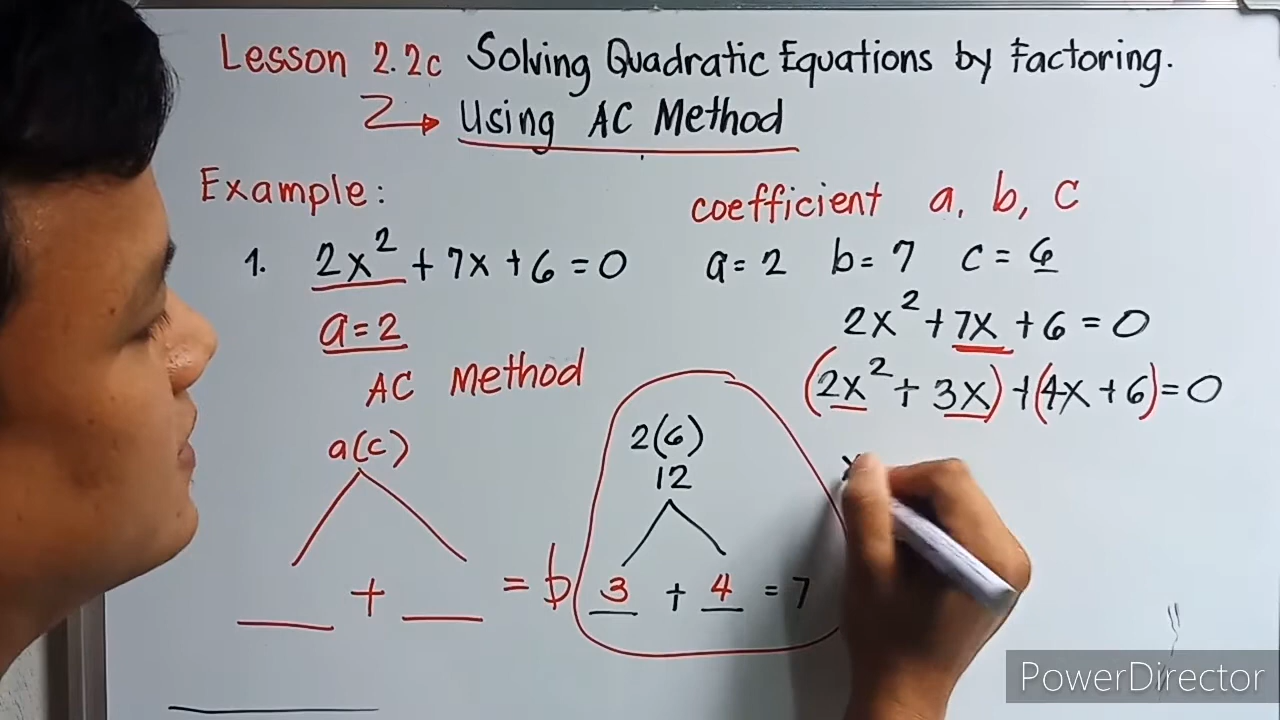 Lesson 2.2c Solving Quadratic Equations by Factoring.
Using AC Method
Example:
coefficient a, b, c
1. 2x² + 7x + 6 = 0
a = 2 b = 7 c = 6
2x² + 7x + 6 = 0
a = 2
AC Method
(2x² + 3x) + (4x + 6) = 0
a(c)
2(6)
12
x
__ + __ = b
3 + 4 = 7
PowerDirector